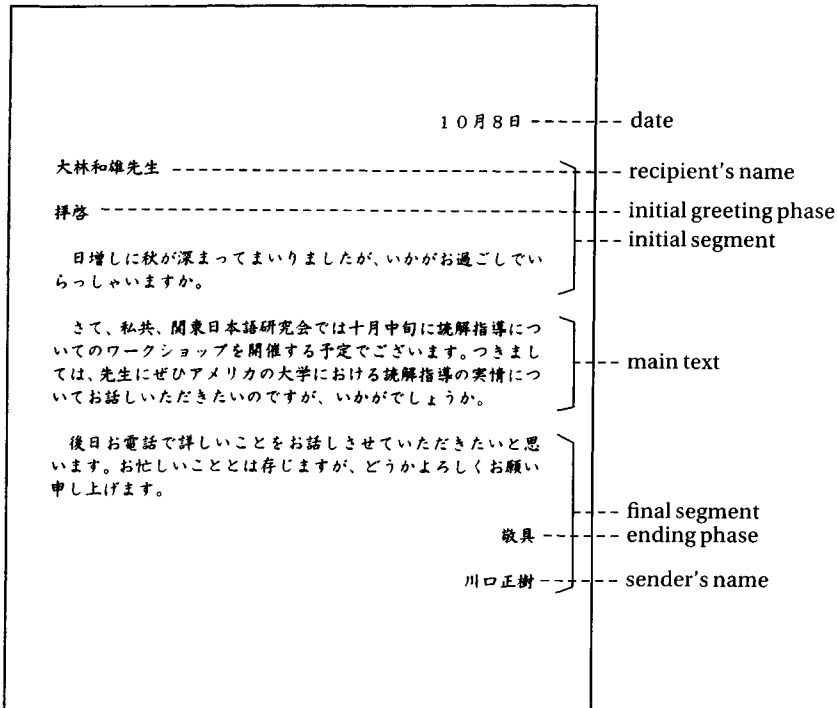 10月8日 date
大林和雄先生 recipient's name
拝啓 initial greeting phase
initial segment
日増しに秋が深まってまいりましたが、いかがお過ごしでい
らっしゃいますか。
さて、私共、関東日本語研究会では十月中旬に読解指導につ
いてのワークショップを開催する予定でございます。つきまし
ては、先生にぜひアメリカの大学における読解指導の実情につ
いてお話しいただきたいのですが、いかがでしょうか。
main text
後日お電話で詳しいことをお話しさせていただきたいと思
います。お忙しいこととは存じますが、どうかよろしくお願い
申し上げます。
final segment
敬具 ending phase
川口正樹 sender's name